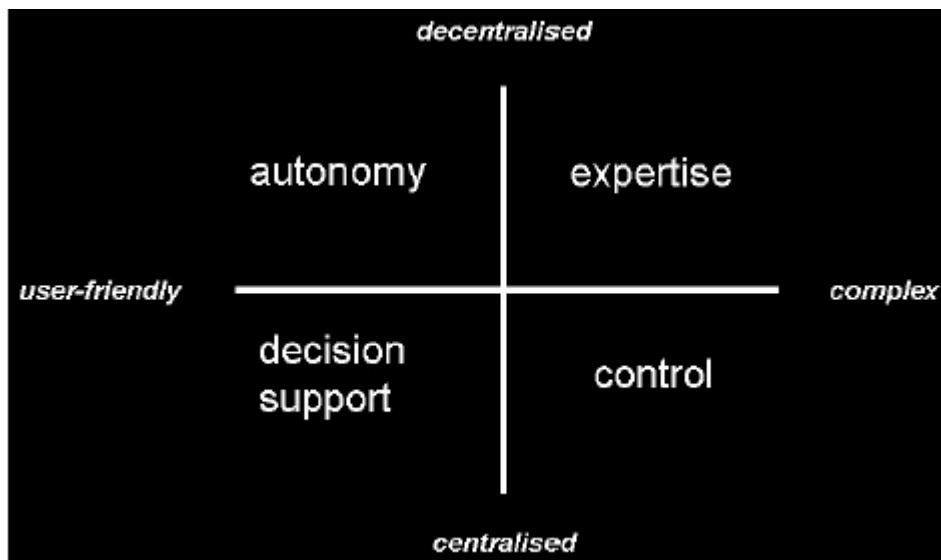 decentralised
autonomy
expertise
user-friendly
complex
decision
support
control
centralised